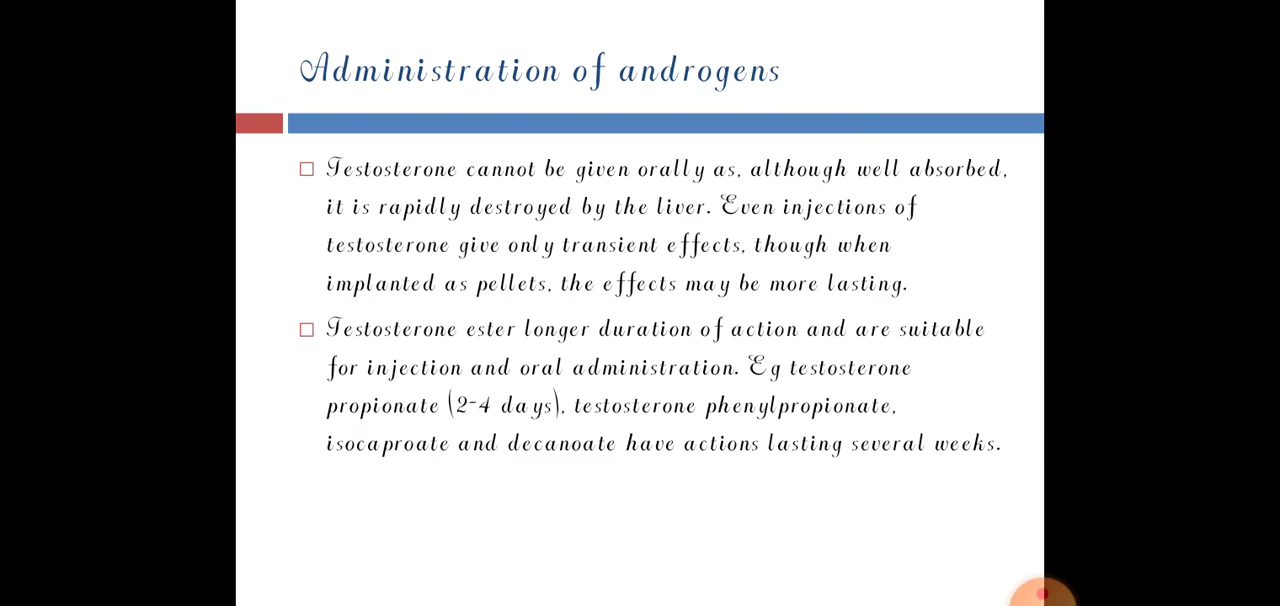 Administration of androgens
Testosterone cannot be given orally as, although well absorbed,
it is rapidly destroyed by the liver. Even injections of
testosterone give only transient effects, though when
implanted as pellets, the effects may be more lasting.
Testosterone ester longer duration of action and are suitable
for injection and oral administration. Eg testosterone
propionate (2-4 days), testosterone phenylpropionate,
isocaproate and decanoate have actions lasting several weeks.